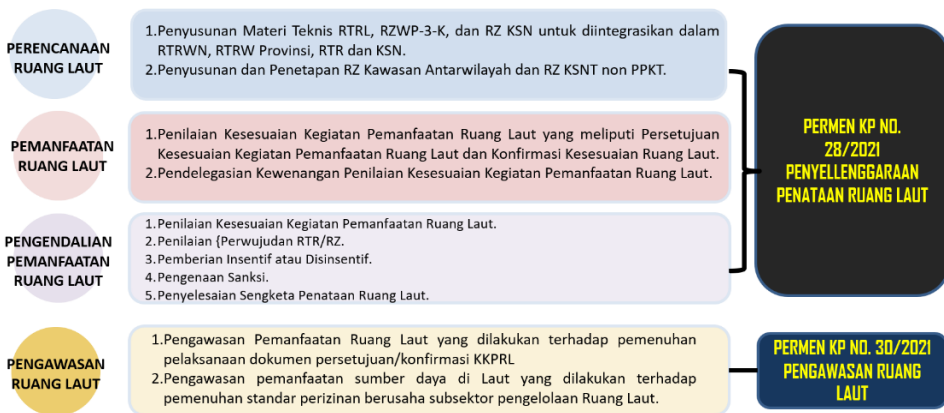 PERENCANAAN
RUANG LAUT
1.Penyusunan Materi Teknis RTRL, RZWP-3-K, dan RZ KSN untuk diintegrasikan dalam
RTRWN, RTRW Provinsi, RTR dan KSN.
2.Penyusunan dan Penetapan RZ Kawasan Antarwilayah dan RZ KSNT non PPKT.
PEMANFAATAN
RUANG LAUT
1.Penilaian Kesesuaian Kegiatan Pemanfaatan Ruang Laut yang meliputi Persetujuan
Kesesuaian Kegiatan Pemanfaatan Ruang Laut dan Konfirmasi Kesesuaian Ruang Laut.
2.Pendelegasian Kewenangan Penilaian Kesesuaian Kegiatan Pemanfaatan Ruang Laut.
PENGENDALIAN
PEMANFAATAN
RUANG LAUT
1.Penilaian Kesesuaian Kegiatan Pemanfaatan Ruang Laut.
2.Penilaian {Perwujudan RTR/RZ.
3.Pemberian Insentif atau Disinsentif.
4.Pengenaan Sanksi.
5.Penyelesaian Sengketa Penataan Ruang Laut.
PERMEN KP NO.
28/2021
PENYELLENGGARAAN
PENATAAN RUANG LAUT
PENGAWASAN
RUANG LAUT
1.Pengawasan Pemanfaatan Ruang Laut yang dilakukan terhadap pemenuhan
pelaksanaan dokumen persetujuan/konfirmasi KKPRL
2.Pengawasan pemanfaatan sumber daya di Laut yang dilakukan terhadap
pemenuhan standar perizinan berusaha subsektor pengelolaan Ruang Laut.
PERMEN KP NO. 30/2021
PENGAWASAN RUANG
LAUT